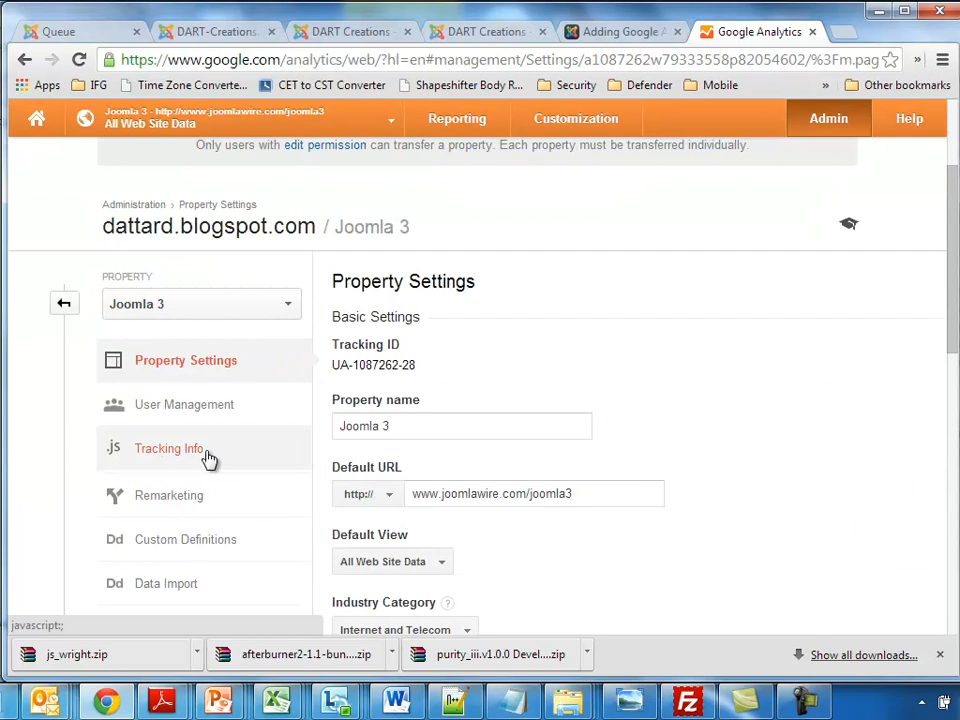 Queue
DART-Creations.
DART Creations -
DART Creations -
Adding Google A
Google Analytics
https://www.google.com/analytics/web/?hl=en#management/Settings/a1087262w79333558p82054602/%3Fm.pag
Apps
IFG
Time Zone Converte...
CET to CST Converter
Shapeshifter Body R...
Security
Defender
Mobile
»
Other bookmarks
Joomla 3 - http://www.joomlawire.com/joomla3
All Web Site Data
Reporting
Customization
Admin
Help
Only users with edit permission can transfer a property. Each property must be transferred individually.
Administration › Property Settings
dattard.blogspot.com / Joomla 3
PROPERTY
Joomla 3
Property Settings
User Management
.js Tracking Info
Remarketing
Dd Custom Definitions
Dd Data Import
Property Settings
Basic Settings
Tracking ID
UA-1087262-28
Property name
Joomla 3
Default URL
http:// www.joomlawire.com/joomla3
Default View
All Web Site Data
Industry Category ?
Internet and Telecom
javascript:;
js_wright.zip
afterburner2-1.1-bun....zip
purity_iii.v1.0.0 Devel....zip
Show all downloads...